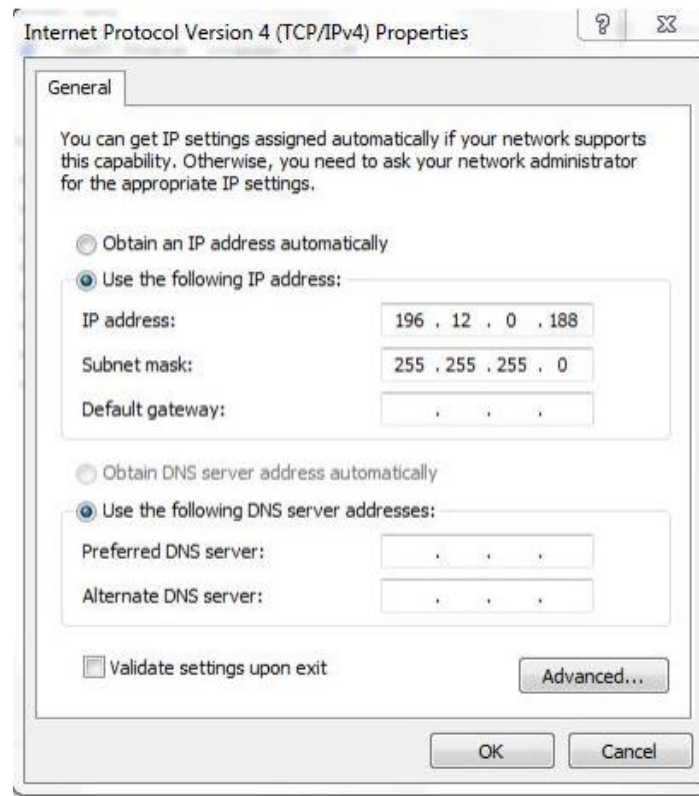 Internet Protocol Version 4 (TCP/IPv4) Properties
General
You can get IP settings assigned automatically if your network supports
this capability. Otherwise, you need to ask your network administrator
for the appropriate IP settings.
Obtain an IP address automatically
Use the following IP address:
IP address: 196 . 12 . 0 . 188
Subnet mask: 255 . 255 . 255 . 0
Default gateway: . . .
Obtain DNS server address automatically
Use the following DNS server addresses:
Preferred DNS server: . . .
Alternate DNS server: . . .
Validate settings upon exit
Advanced...
OK Cancel